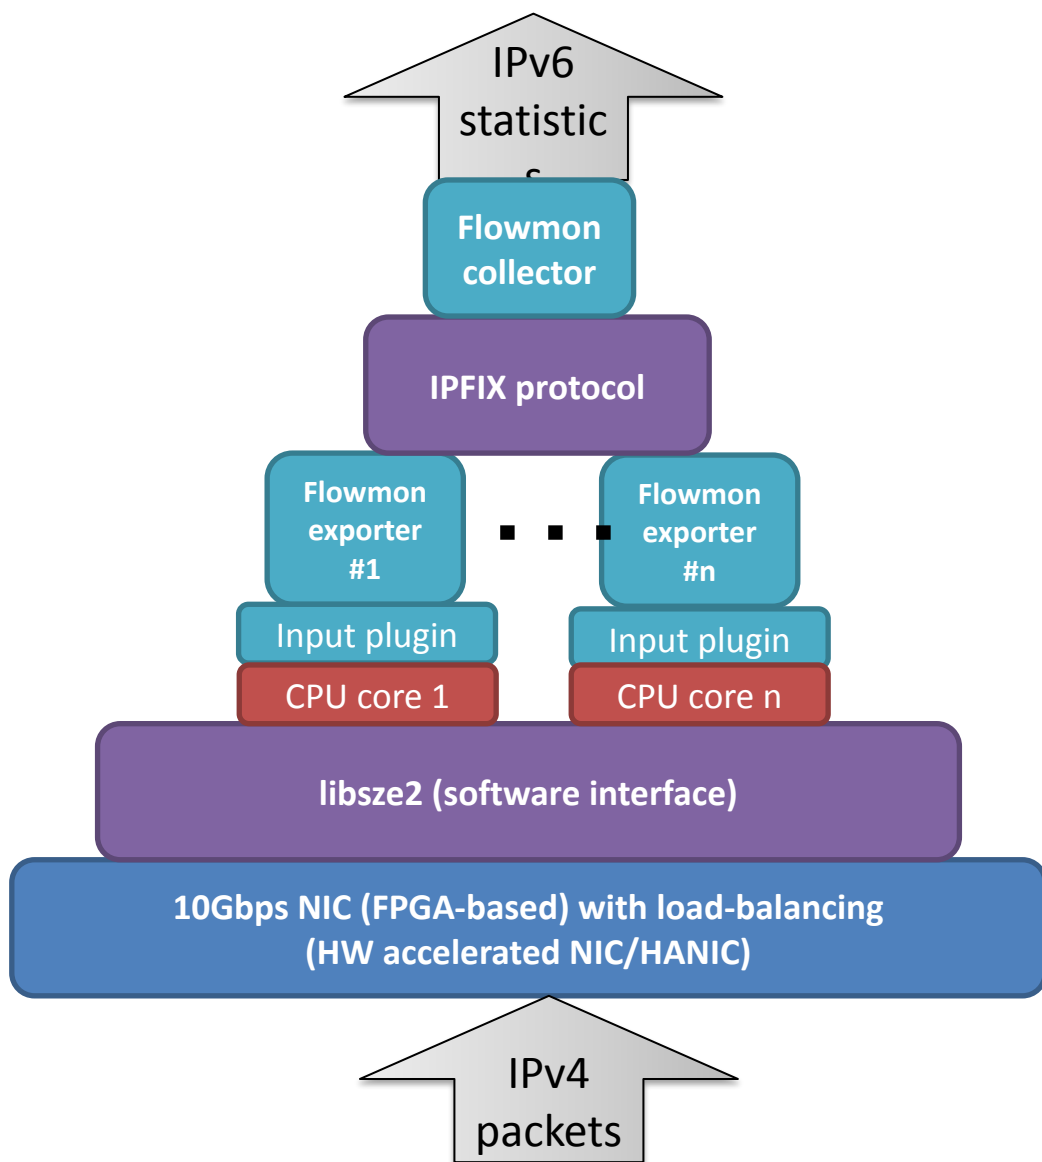 IPv6
statistic
s
Flowmon
collector
IPFIX protocol
Flowmon
exporter
#1
. . .
Flowmon
exporter
#n
Input plugin
Input plugin
CPU core 1
CPU core n
libsze2 (software interface)
10Gbps NIC (FPGA-based) with load-balancing
(HW accelerated NIC/HANIC)
IPv4
packets